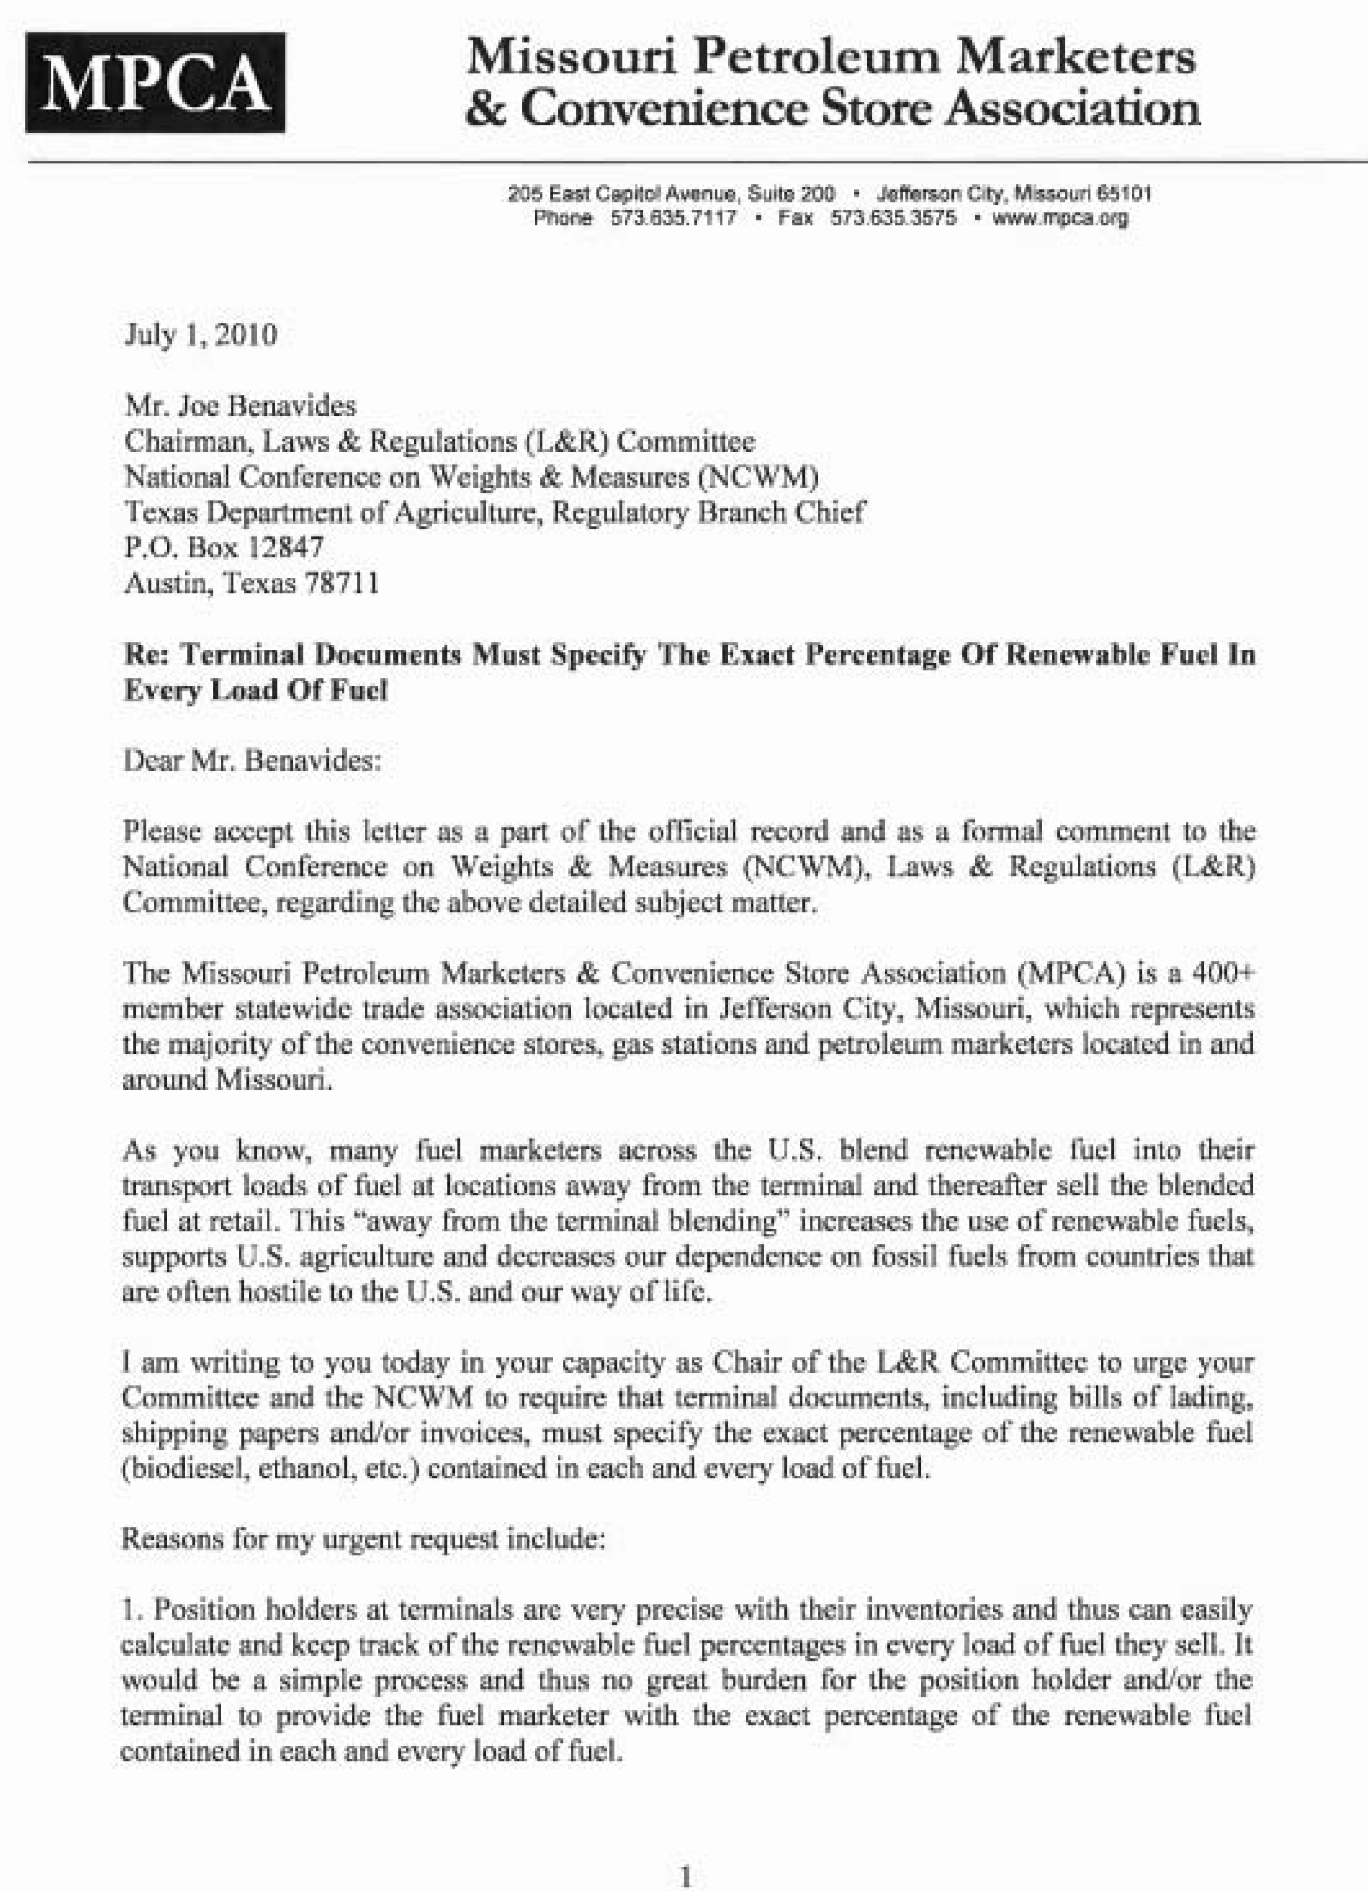 MPCA
Missouri Petroleum Marketers
& Convenience Store Association
205 East Capitol Avenue, Suite 200 • Jefferson City, Missouri 65101
Phone 573.635.7117 • Fax 573.635.3575 • www.mpca.org
July 1, 2010
Mr. Joe Benavides
Chairman, Laws & Regulations (L&R) Committee
National Conference on Weights & Measures (NCWM)
Texas Department of Agriculture, Regulatory Branch Chief
P.O. Box 12847
Austin, Texas 78711
Re: Terminal Documents Must Specify The Exact Percentage Of Renewable Fuel In
Every Load Of Fuel
Dear Mr. Benavides:
Please accept this letter as a part of the official record and as a formal comment to the
National Conference on Weights & Measures (NCWM), Laws & Regulations (L&R)
Committee, regarding the above detailed subject matter.
The Missouri Petroleum Marketers & Convenience Store Association (MPCA) is a 400+
member statewide trade association located in Jefferson City, Missouri, which represents
the majority of the convenience stores, gas stations and petroleum marketers located in and
around Missouri.
As you know, many fuel marketers across the U.S. blend renewable fuel into their
transport loads of fuel at locations away from the terminal and thereafter sell the blended
fuel at retail. This “away from the terminal blending” increases the use of renewable fuels,
supports U.S. agriculture and decreases our dependence on fossil fuels from countries that
are often hostile to the U.S. and our way of life.
I am writing to you today in your capacity as Chair of the L&R Committee to urge your
Committee and the NCWM to require that terminal documents, including bills of lading,
shipping papers and/or invoices, must specify the exact percentage of the renewable fuel
(biodiesel, ethanol, etc.) contained in each and every load of fuel.
Reasons for my urgent request include:
1. Position holders at terminals are very precise with their inventories and thus can easily
calculate and keep track of the renewable fuel percentages in every load of fuel they sell. It
would be a simple process and thus no great burden for the position holder and/or the
terminal to provide the fuel marketer with the exact percentage of the renewable fuel
contained in each and every load of fuel.
1